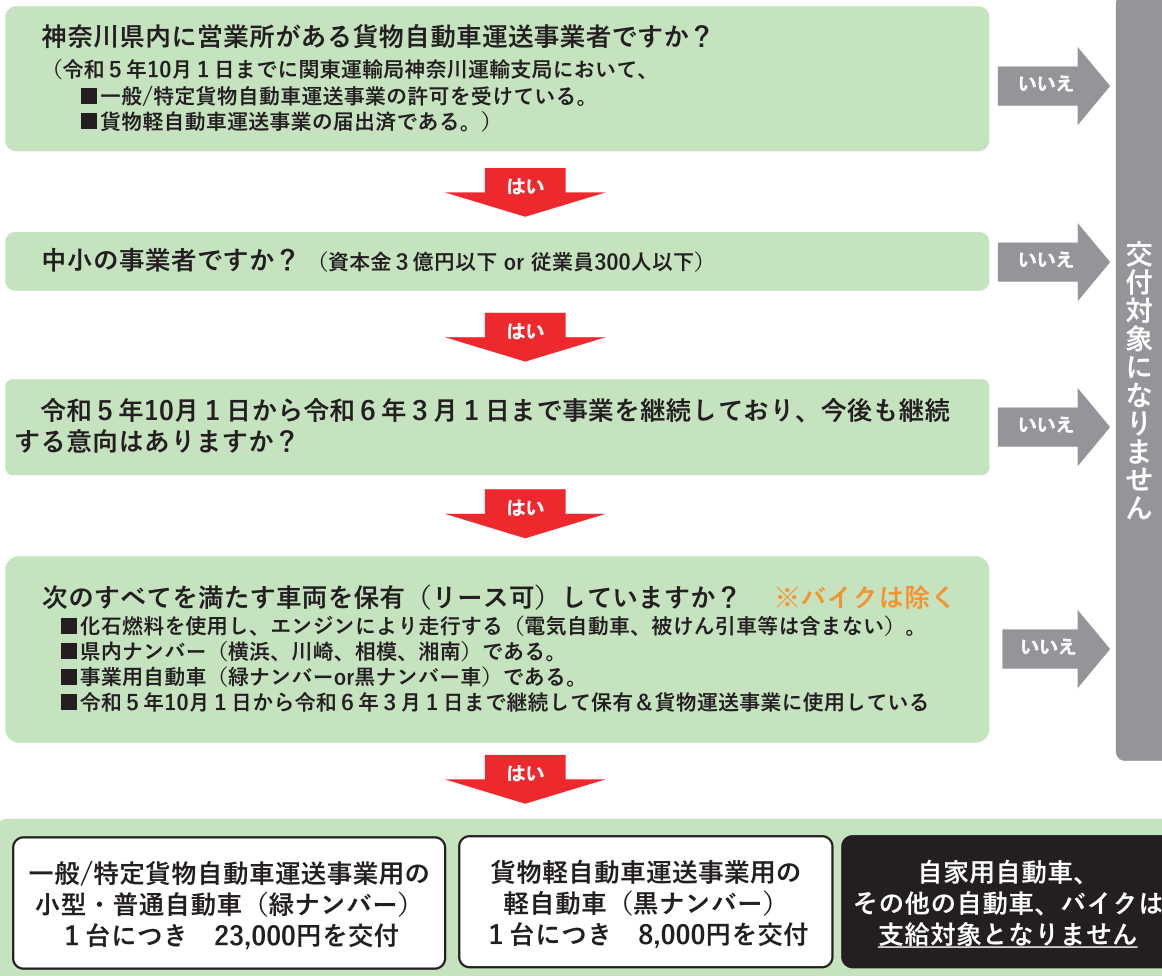 神奈川県内に営業所がある貨物自動車運送事業者ですか？
（令和５年10月１日までに関東運輸局神奈川運輸支局において、
■一般/特定貨物自動車運送事業の許可を受けている。
■貨物軽自動車運送事業の届出済である。）
いいえ
はい
中小の事業者ですか？（資本金３億円以下 or 従業員300人以下）
いいえ
はい
令和５年10月１日から令和６年３月１日まで事業を継続しており、今後も継続
する意向はありますか？
いいえ
はい
次のすべてを満たす車両を保有（リース可）していますか？　※バイクは除く
■化石燃料を使用し、エンジンにより走行する（電気自動車、被けん引車等は含まない）。
■県内ナンバー（横浜、川崎、相模、湘南）である。
■事業用自動車（緑ナンバーor黒ナンバー車）である。
■令和５年10月１日から令和６年３月１日まで継続して保有＆貨物運送事業に使用している
いいえ
はい
交付対象になりません
一般/特定貨物自動車運送事業用の
小型・普通自動車（緑ナンバー）
１台につき　23,000円を交付
貨物軽自動車運送事業用の
軽自動車（黒ナンバー）
１台につき　8,000円を交付
自家用自動車、
その他の自動車、バイクは
支給対象となりません